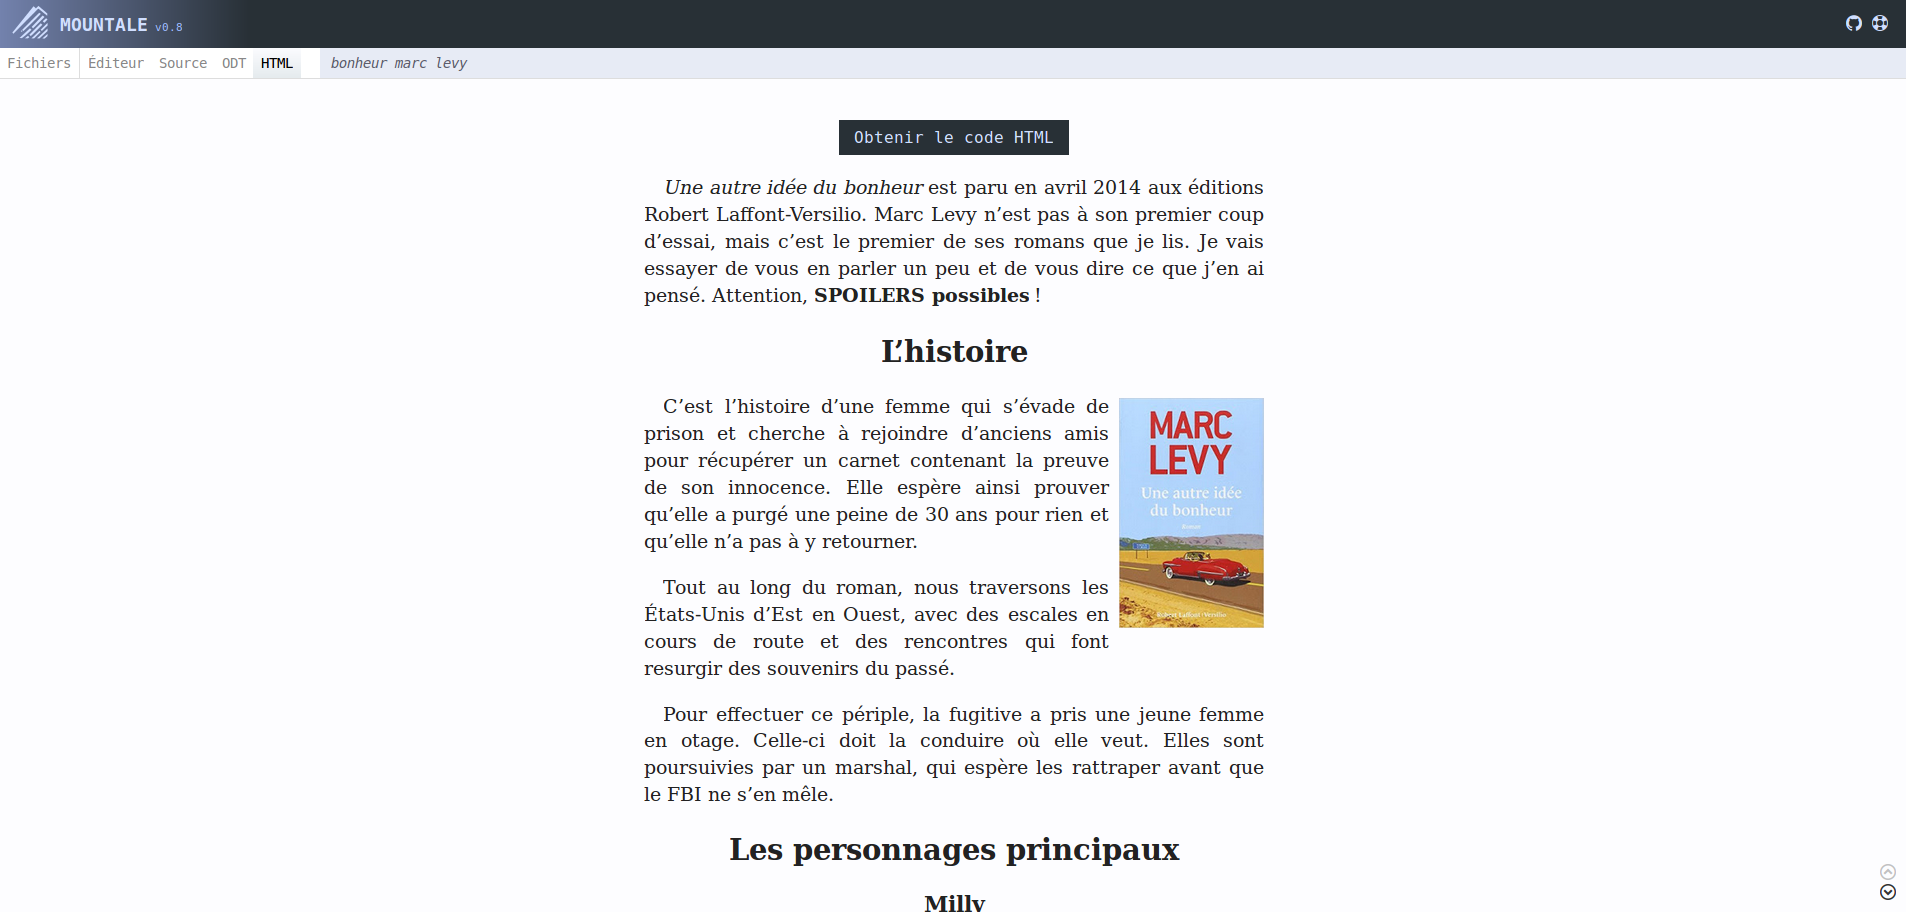 MOUNTALE v0.8
Fichiers Éditeur Source ODT HTML bonheur marc levy
Obtenir le code HTML
Une autre idée du bonheur est paru en avril 2014 aux éditions
Robert Laffont-Versilio. Marc Levy n’est pas à son premier coup
d’essai, mais c’est le premier de ses romans que je lis. Je vais
essayer de vous en parler un peu et de vous dire ce que j’en ai
pensé. Attention, SPOILERS possibles !
L’histoire
C’est l’histoire d’une femme qui s’évade de
prison et cherche à rejoindre d’anciens amis
pour récupérer un carnet contenant la preuve
de son innocence. Elle espère ainsi prouver
qu’elle a purgé une peine de 30 ans pour rien et
qu’elle n’a pas à y retourner.
MARC
LEVY
Une autre idée
du bonheur
Roman
Robert Laffont-Versilio
Tout au long du roman, nous traversons les
États-Unis d’Est en Ouest, avec des escales en
cours de route et des rencontres qui font
resurgir des souvenirs du passé.
Pour effectuer ce périple, la fugitive a pris une jeune femme
en otage. Celle-ci doit la conduire où elle veut. Elles sont
poursuivies par un marshal, qui espère les rattraper avant que
le FBI ne s’en mêle.
Les personnages principaux
Milly